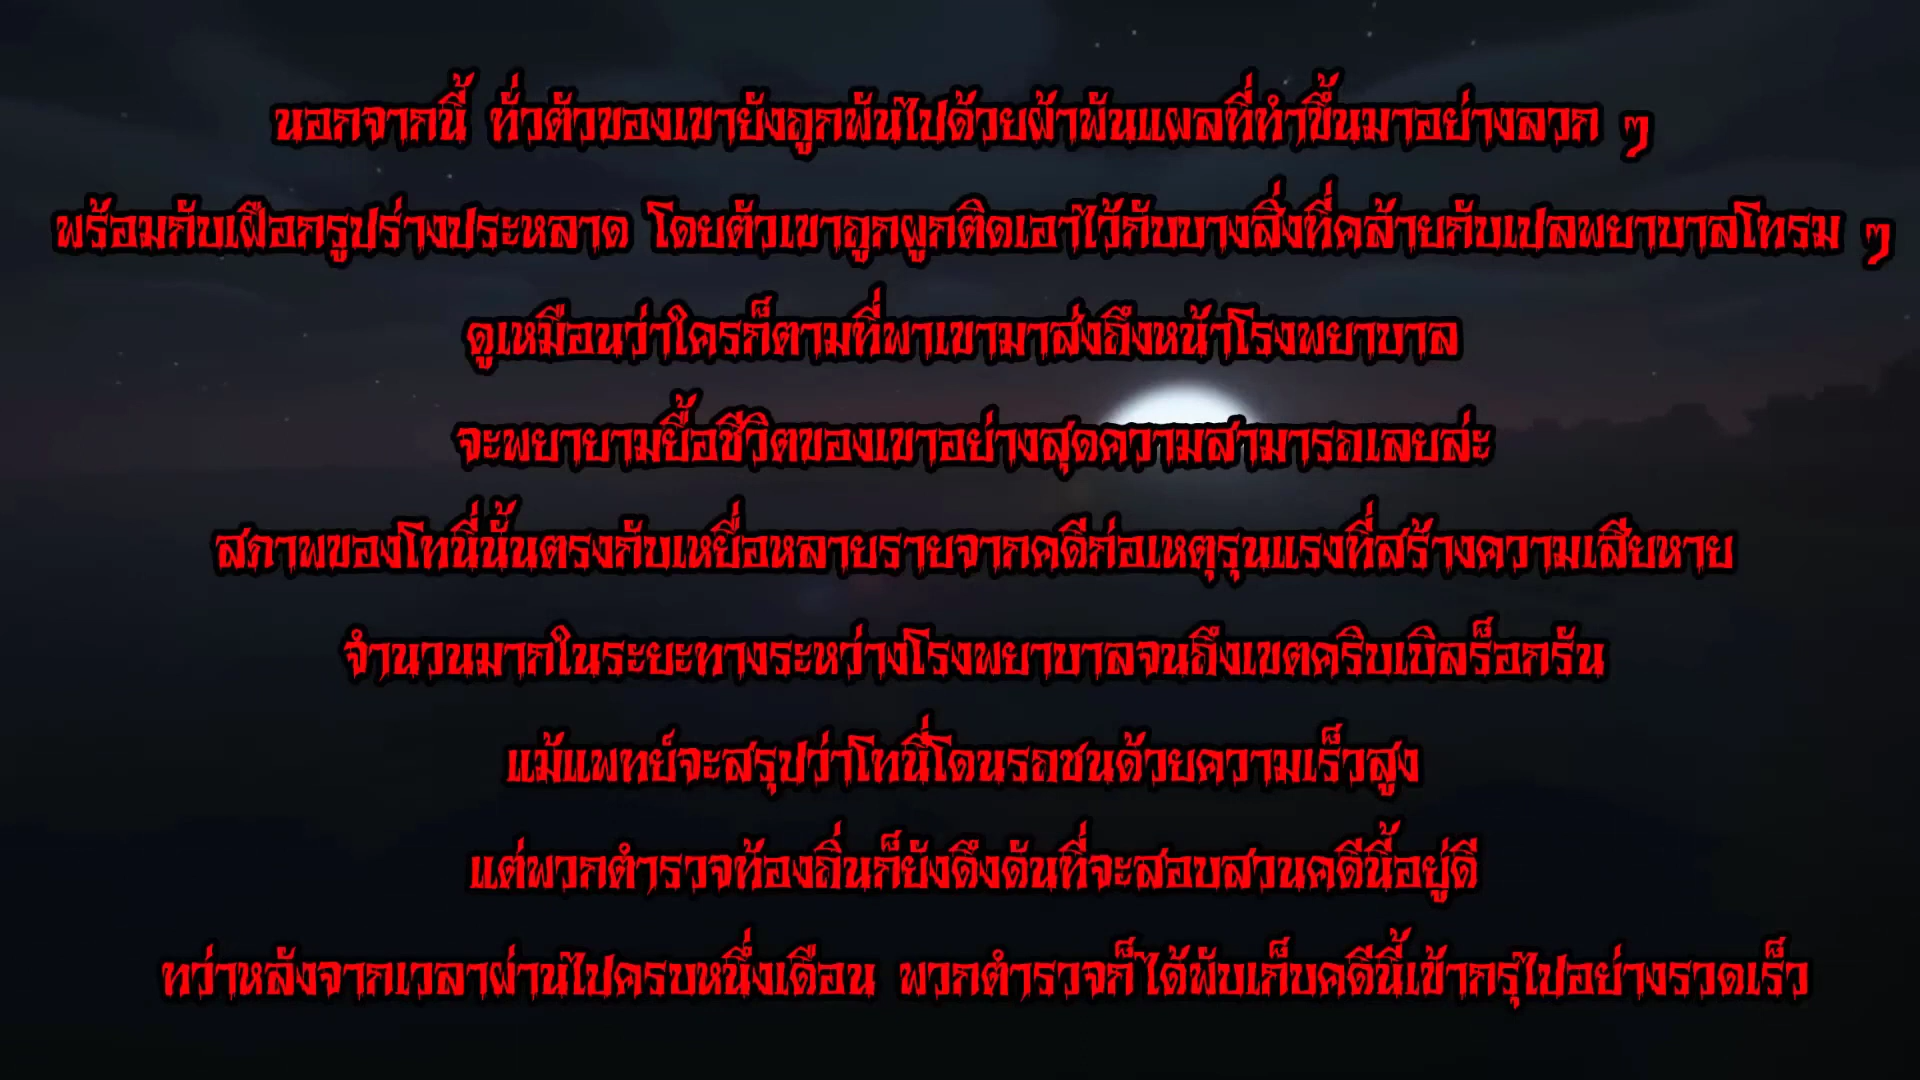 นอกจากนี้ ทั่วตัวของเขายังถูกพันไปด้วยผ้าพันแผลที่ทำขึ้นมาอย่างลวก ๆ
พร้อมกับเฝือกรูปร่างประหลาด โดยตัวเขาถูกผูกติดเอาไว้กับบางสิ่งที่คล้ายกับเปลพยาบาลโทรม ๆ
ดูเหมือนว่าใครก็ตามที่พาเขามาส่งถึงหน้าโรงพยาบาล
จะพยายามยื้อชีวิตของเขาอย่างสุดความสามารถเลยล่ะ
สภาพของโทนี่นั้นตรงกับเหยื่อหลายรายจากคดีก่อเหตุรุนแรงที่สร้างความเสียหาย
จำนวนมากในระยะทางระหว่างโรงพยาบาลจนถึงเขตคริบเบิลร็อกรัน
แม้แพทย์จะสรุปว่าโทนี่โดนรถชนด้วยความเร็วสูง
แต่พวกตำรวจท้องถิ่นก็ยังดึงดันที่จะสอบสวนคดีนี้อยู่ดี
ทว่าหลังจากเวลาผ่านไปครบหนึ่งเดือน พวกตำรวจก็ได้พับเก็บคดีนี้เข้ากรุไปอย่างรวดเร็ว